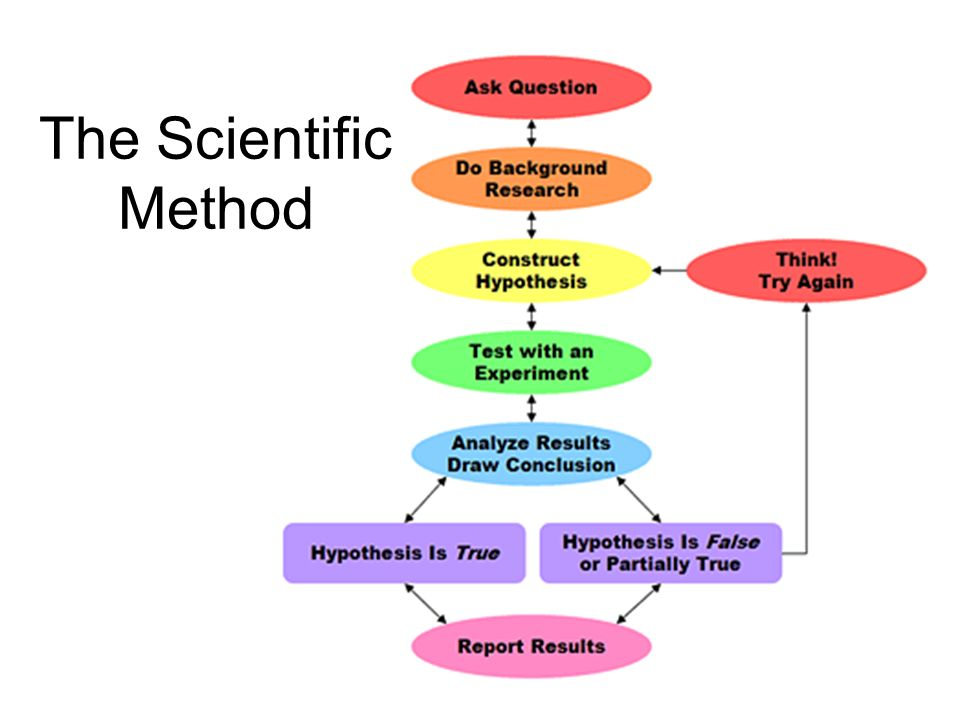 The Scientific
Method
Ask Question
Do Background
Research
Construct
Hypothesis
Think!
Try Again
Test with an
Experiment
Analyze Results
Draw Conclusion
Hypothesis Is True
Hypothesis Is False
or Partially True
Report Results